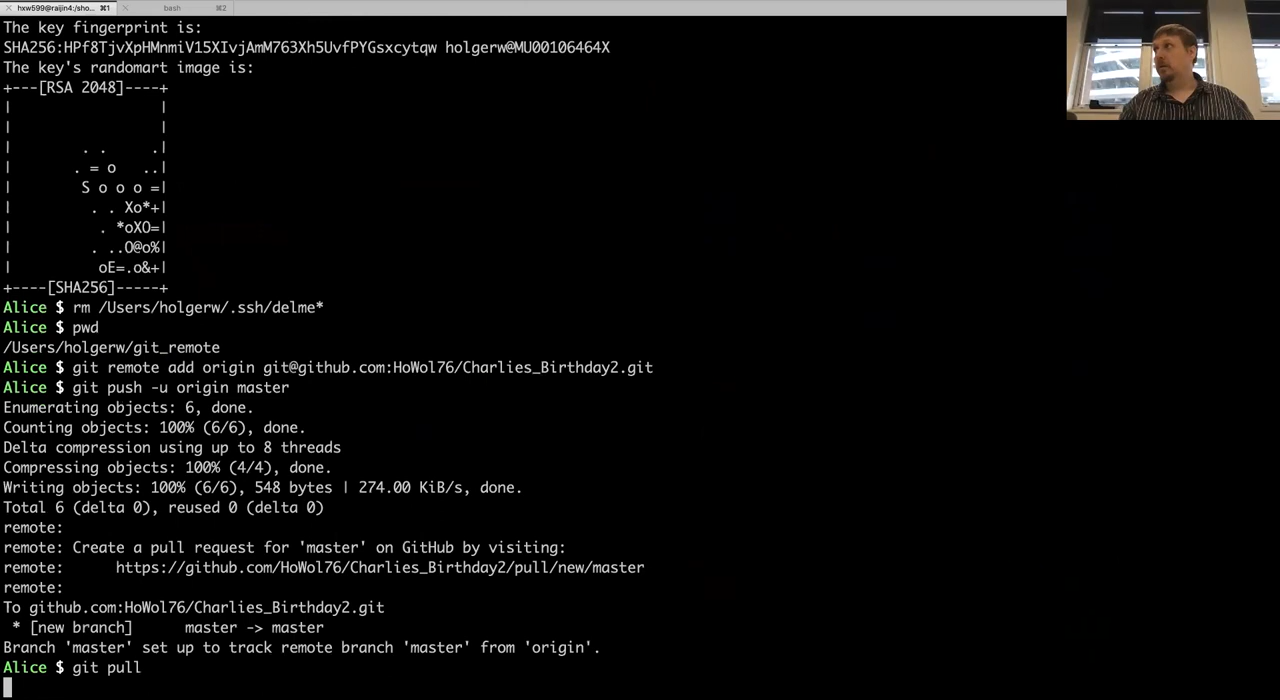 hxw599@raijin4:/sho... ⌘1 bash ⌘2
The key fingerprint is:
SHA256:HPf8TjvXpHMnmiV15XIvjAmM763Xh5UvfPYGsxcytqw holgerw@MU00106464X
The key's randomart image is:
+---[RSA 2048]----+
|                 |
|                 |
|        . .     .|
|       . = o   ..|
|        S o o o =|
|         . . Xo*+|
|          . *oXO=|
|         . ..O@o%|
|          oE=.o&+|
+----[SHA256]-----+
Alice $ rm /Users/holgerw/.ssh/delme*
Alice $ pwd
/Users/holgerw/git_remote
Alice $ git remote add origin git@github.com:HoWol76/Charlies_Birthday2.git
Alice $ git push -u origin master
Enumerating objects: 6, done.
Counting objects: 100% (6/6), done.
Delta compression using up to 8 threads
Compressing objects: 100% (4/4), done.
Writing objects: 100% (6/6), 548 bytes | 274.00 KiB/s, done.
Total 6 (delta 0), reused 0 (delta 0)
remote:
remote: Create a pull request for 'master' on GitHub by visiting:
remote:      https://github.com/HoWol76/Charlies_Birthday2/pull/new/master
remote:
To github.com:HoWol76/Charlies_Birthday2.git
 * [new branch]      master -> master
Branch 'master' set up to track remote branch 'master' from 'origin'.
Alice $ git pull